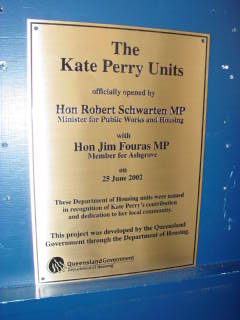 The
Kate Perry Units
officially opened by
Hon Robert Schwarten MP
Minister for Public Works and Housing
with
Hon Jim Fouras MP
Member for Ashgrove
on
25 June 2002
These Department of Housing units were named
in recognition of Kate Perry's contribution
and dedication to her local community.
This project was developed by the Queensland
Government through the Department of Housing.
Queensland Government
Department of Housing